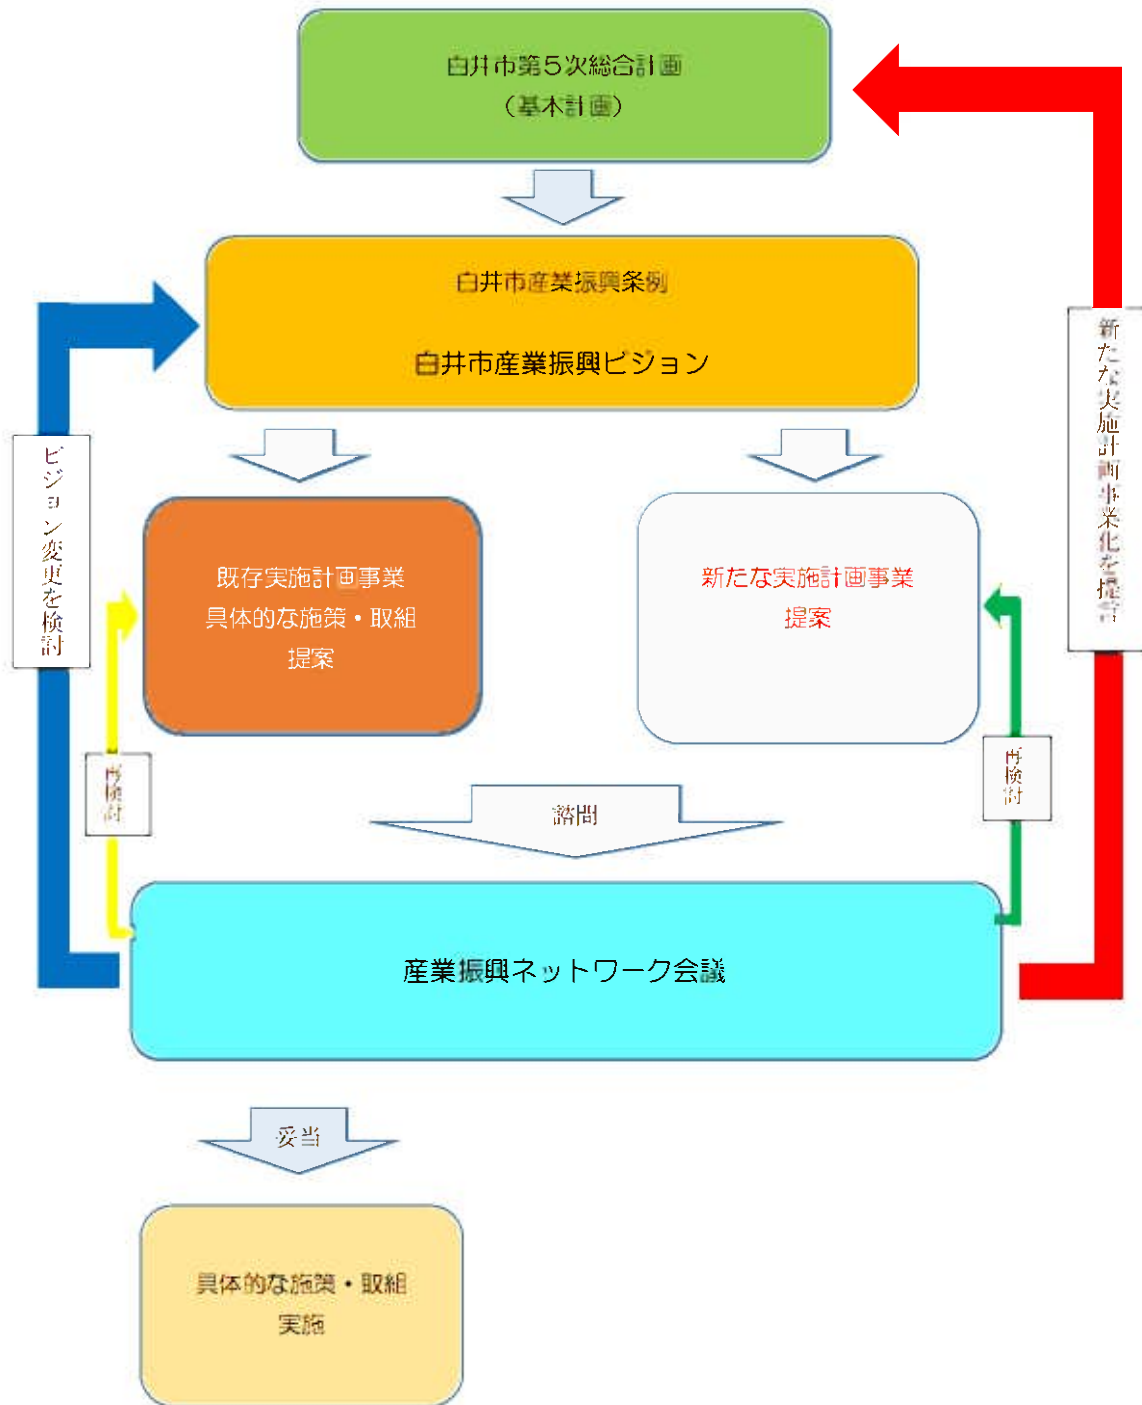 白井市第５次総合計画
（基本計画）
白井市産業振興条例
白井市産業振興ビジョン
新たな実施計画事業化を提言
ビジョン変更を検討
既存実施計画事業
具体的な施策・取組
提案
新たな実施計画事業
提案
再検討
再検討
諮問
産業振興ネットワーク会議
妥当
具体的な施策・取組
実施